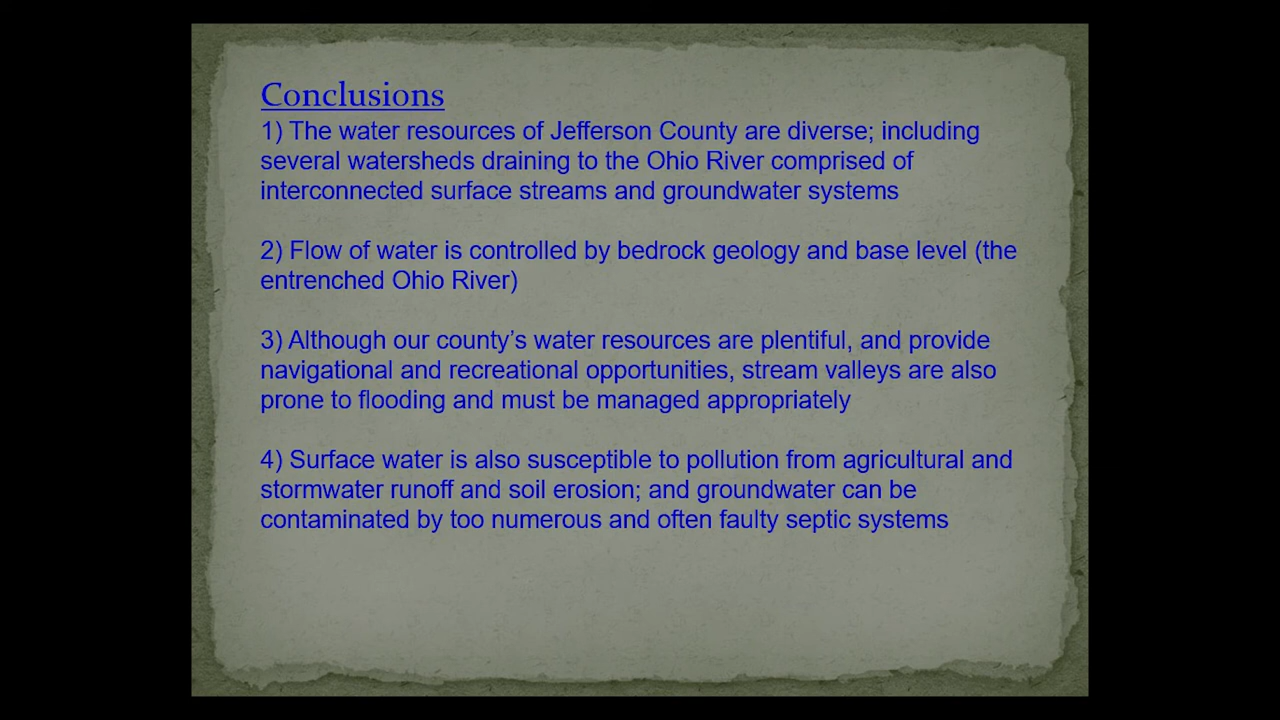 Conclusions
1) The water resources of Jefferson County are diverse; including
several watersheds draining to the Ohio River comprised of
interconnected surface streams and groundwater systems
2) Flow of water is controlled by bedrock geology and base level (the
entrenched Ohio River)
3) Although our county’s water resources are plentiful, and provide
navigational and recreational opportunities, stream valleys are also
prone to flooding and must be managed appropriately
4) Surface water is also susceptible to pollution from agricultural and
stormwater runoff and soil erosion; and groundwater can be
contaminated by too numerous and often faulty septic systems